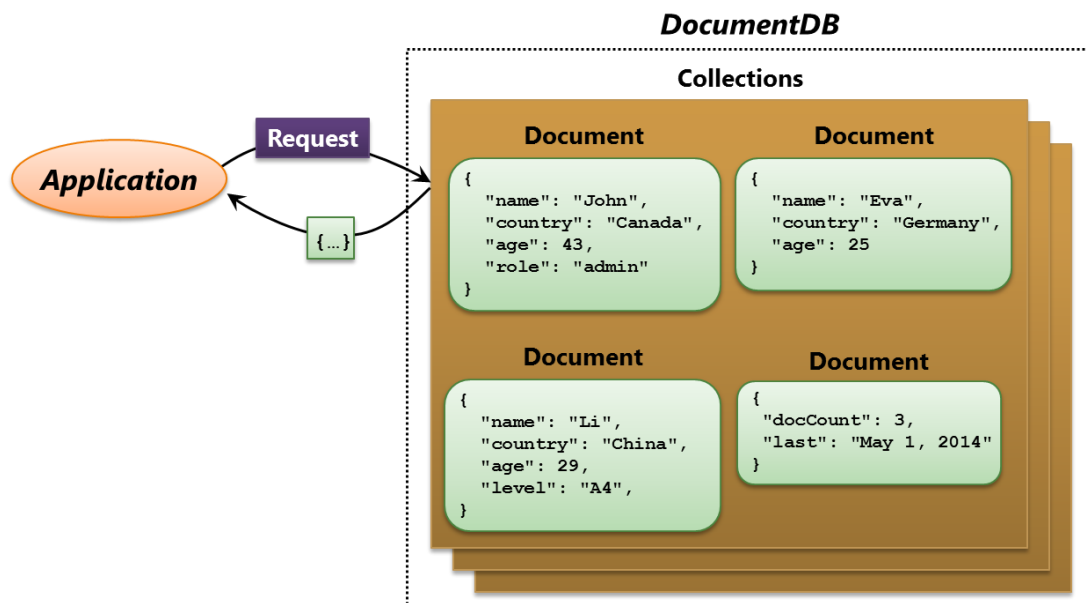 DocumentDB
Collections
Application
Request
{...}
Document
{
"name": "John",
"country": "Canada",
"age": 43,
"role": "admin"
}
Document
{
"name": "Eva",
"country": "Germany",
"age": 25
}
Document
{
"name": "Li",
"country": "China",
"age": 29,
"level": "A4",
}
Document
{
"docCount": 3,
"last": "May 1, 2014"
}